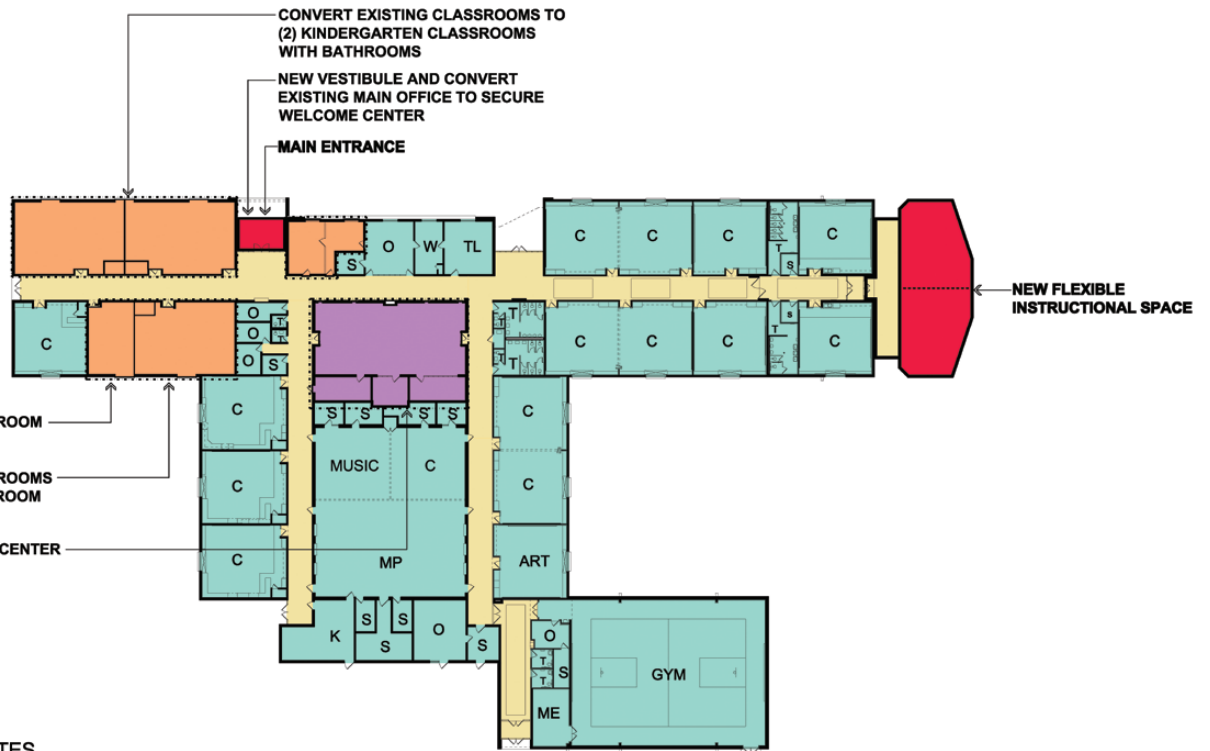 CONVERT EXISTING CLASSROOMS TO
(2) KINDERGARTEN CLASSROOMS
WITH BATHROOMS
NEW VESTIBULE AND CONVERT
EXISTING MAIN OFFICE TO SECURE
WELCOME CENTER
MAIN ENTRANCE
C C C T C
S
O W TL
S
NEW FLEXIBLE
INSTRUCTIONAL SPACE
C
O T
O
O S
T
T
T
T
C C C S C
T
ROOM
C
S S S S
C
MUSIC C
ROOMS
ROOM
C
C
CENTER
C
MP
ART
K S S O S
S
O
T
T
S
ME
GYM
TES